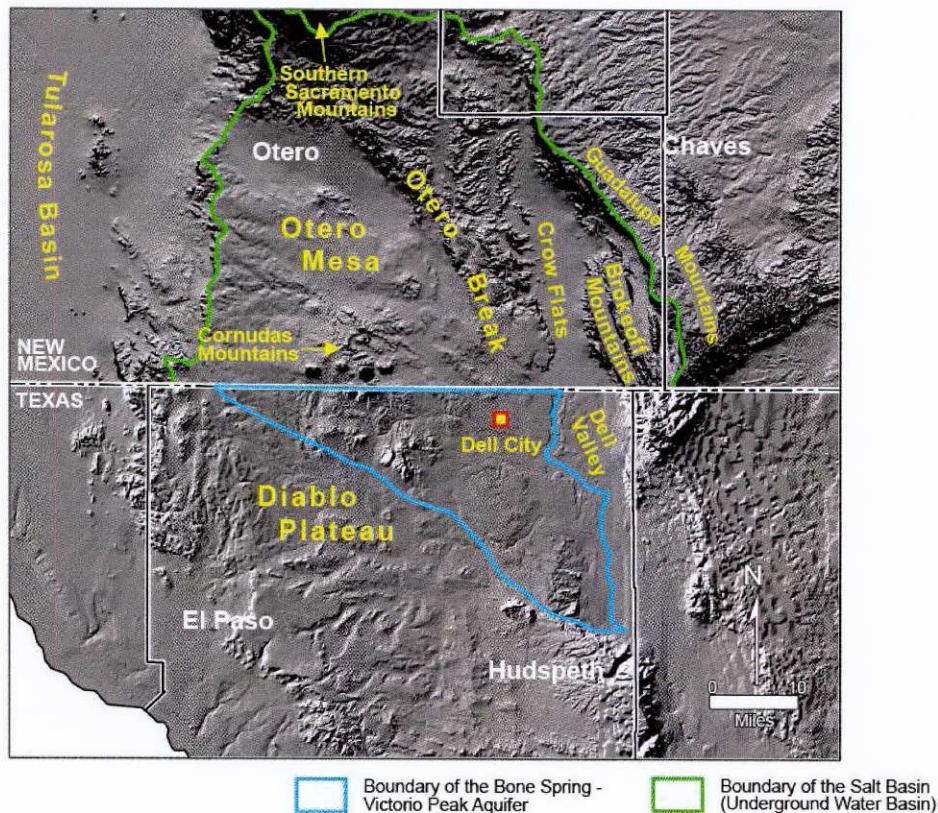 Tularosa Basin
Southern
Sacramento
Mountains
Otero
Otero
Mesa
Otero
Break
Crow Flats
Guadalupe
Mountains
Chaves
Brokeoff
Mountains
Cornudas
Mountains
NEW
MEXICO
TEXAS
Dell City
Dell
Valley
Diablo
Plateau
El Paso
Hudspeth
N
0 10
Miles
Boundary of the Bone Spring -
Victorio Peak Aquifer
Boundary of the Salt Basin
(Underground Water Basin)